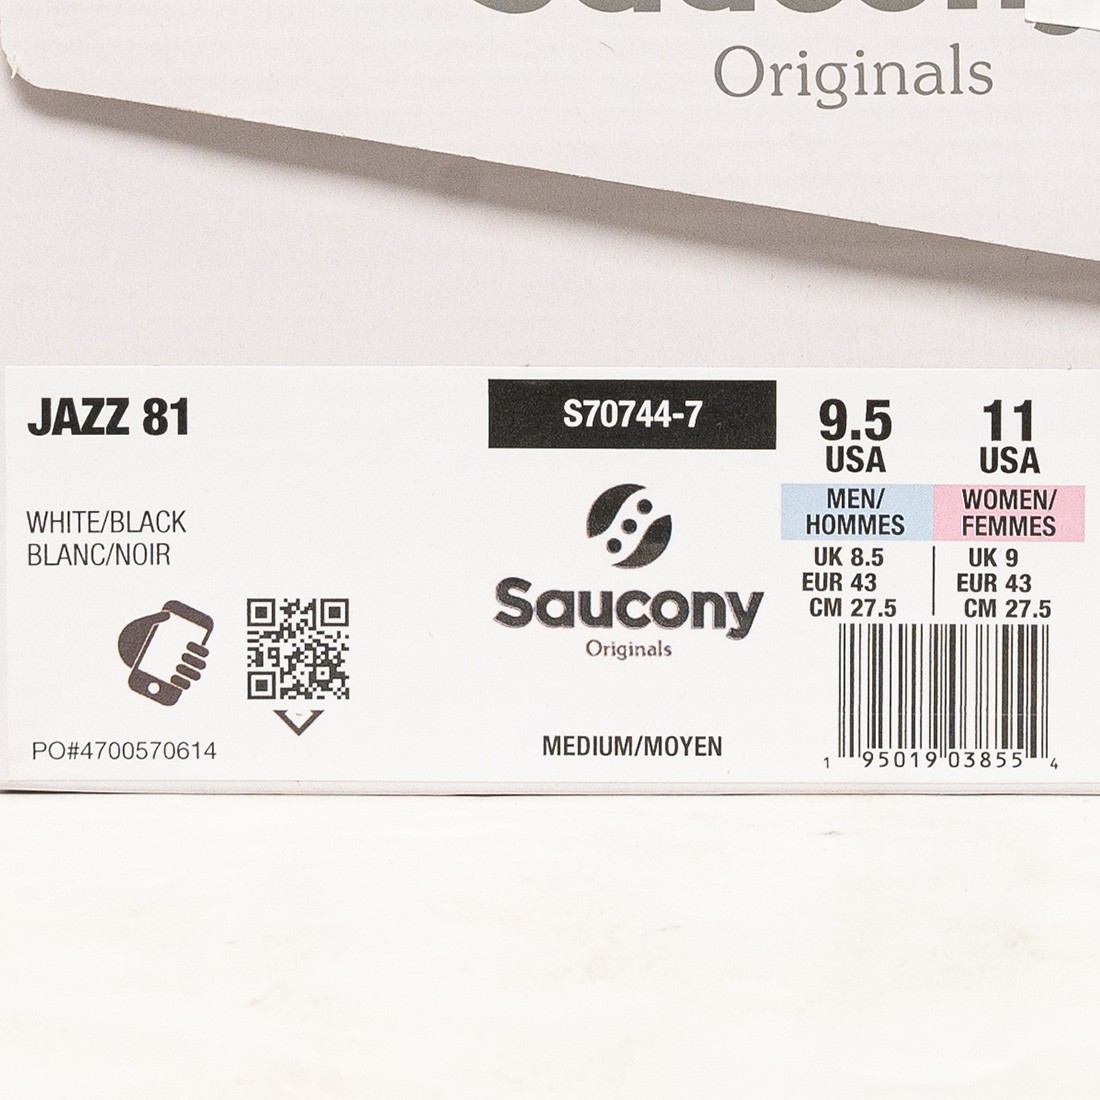 Saucony
Originals
JAZZ 81
S70744-7
9.5
USA
11
USA
WHITE/BLACK
BLANC/NOIR
MEN/
HOMMES
WOMEN/
FEMMES
UK 8.5
EUR 43
CM 27.5
UK 9
EUR 43
CM 27.5
Saucony
Originals
PO#4700570614
MEDIUM/MOYEN
1 95019 03855 4